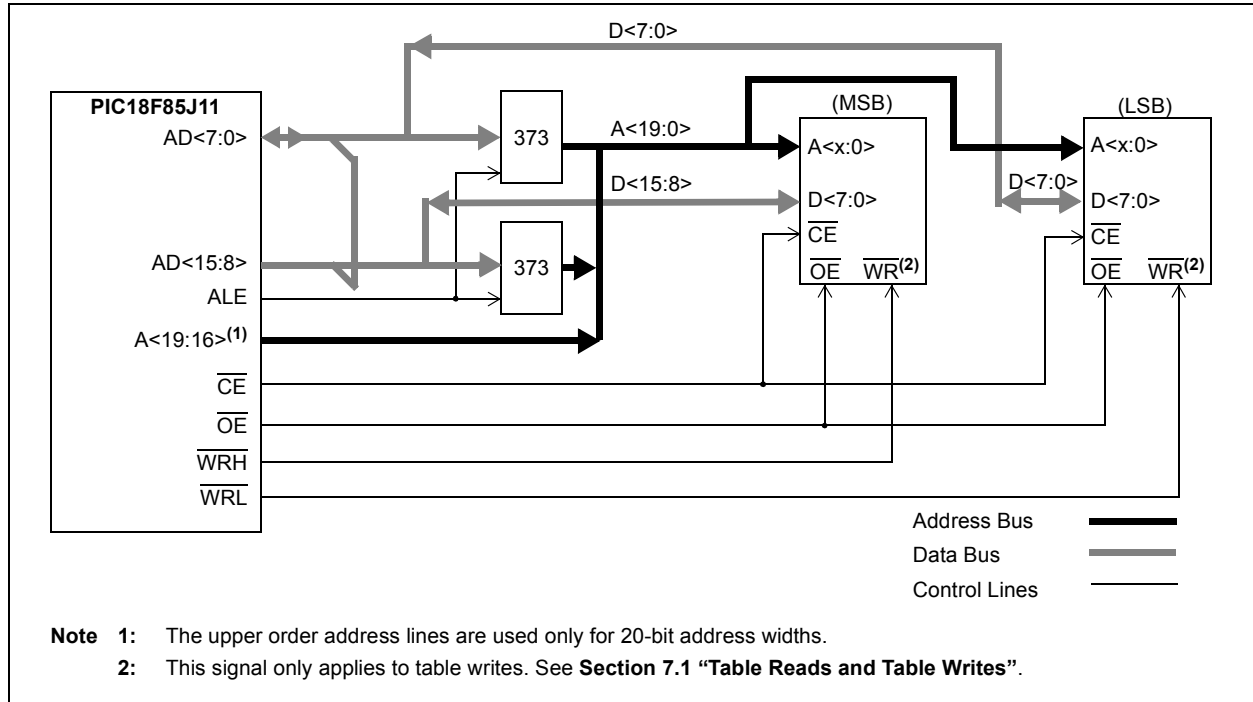 D<7:0>
PIC18F85J11
AD<7:0>
AD<15:8>
ALE
A<19:16>(1)
CE
OE
WRH
WRL
373
373
A<19:0>
D<15:8>
(MSB)
A<x:0>
D<7:0>
CE
OE WR(2)
D<7:0>
(LSB)
A<x:0>
D<7:0>
CE
OE WR(2)
Address Bus
Data Bus
Control Lines
Note 1: The upper order address lines are used only for 20-bit address widths.
2: This signal only applies to table writes. See Section 7.1 “Table Reads and Table Writes”.